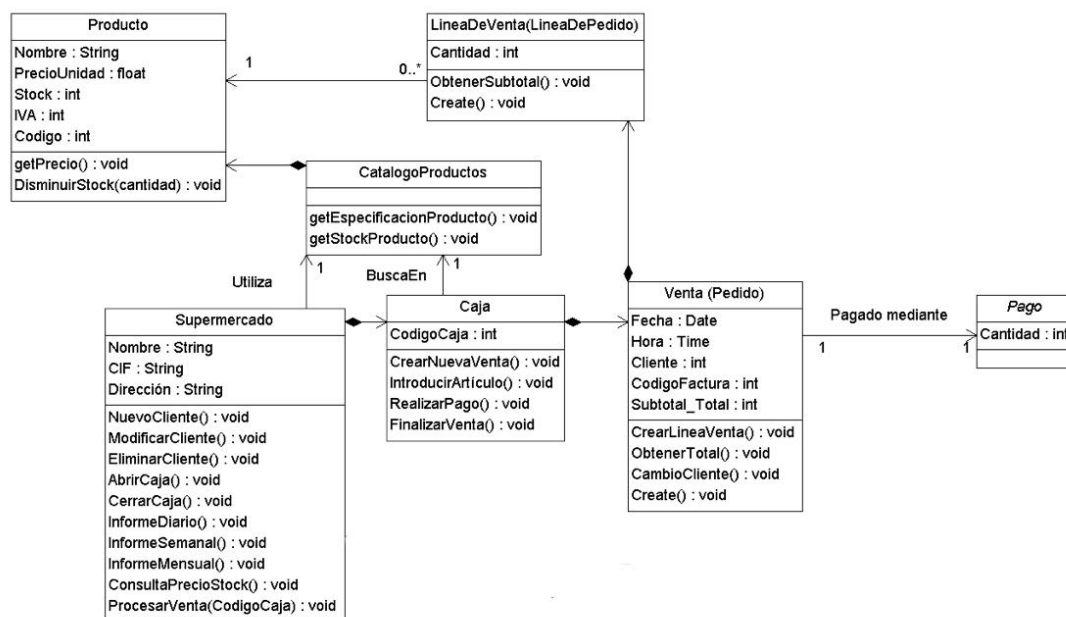 Producto
Nombre : String
PrecioUnidad : float
Stock : int
IVA : int
Codigo : int
getPrecio() : void
DisminuirStock(cantidad) : void
LineaDeVenta(LineaDePedido)
Cantidad : int
ObtenerSubtotal() : void
Create() : void
1
0..*
CatalogoProductos
getEspecificacionProducto() : void
getStockProducto() : void
Utiliza
1
BuscaEn
1
Supermercado
Nombre : String
CIF : String
Dirección : String
NuevoCliente() : void
ModificarCliente() : void
EliminarCliente() : void
AbrirCaja() : void
CerrarCaja() : void
InformeDiario() : void
InformeSemanal() : void
InformeMensual() : void
ConsultaPrecioStock() : void
ProcesarVenta(CodigoCaja) : void
Caja
CodigoCaja : int
CrearNuevaVenta() : void
IntroducirArtículo() : void
RealizarPago() : void
FinalizarVenta() : void
Venta (Pedido)
Fecha : Date
Hora : Time
Cliente : int
CodigoFactura : int
Subtotal_Total : int
CrearLineaVenta() : void
ObtenerTotal() : void
CambioCliente() : void
Create() : void
Pagado mediante
1
1
Pago
Cantidad : int